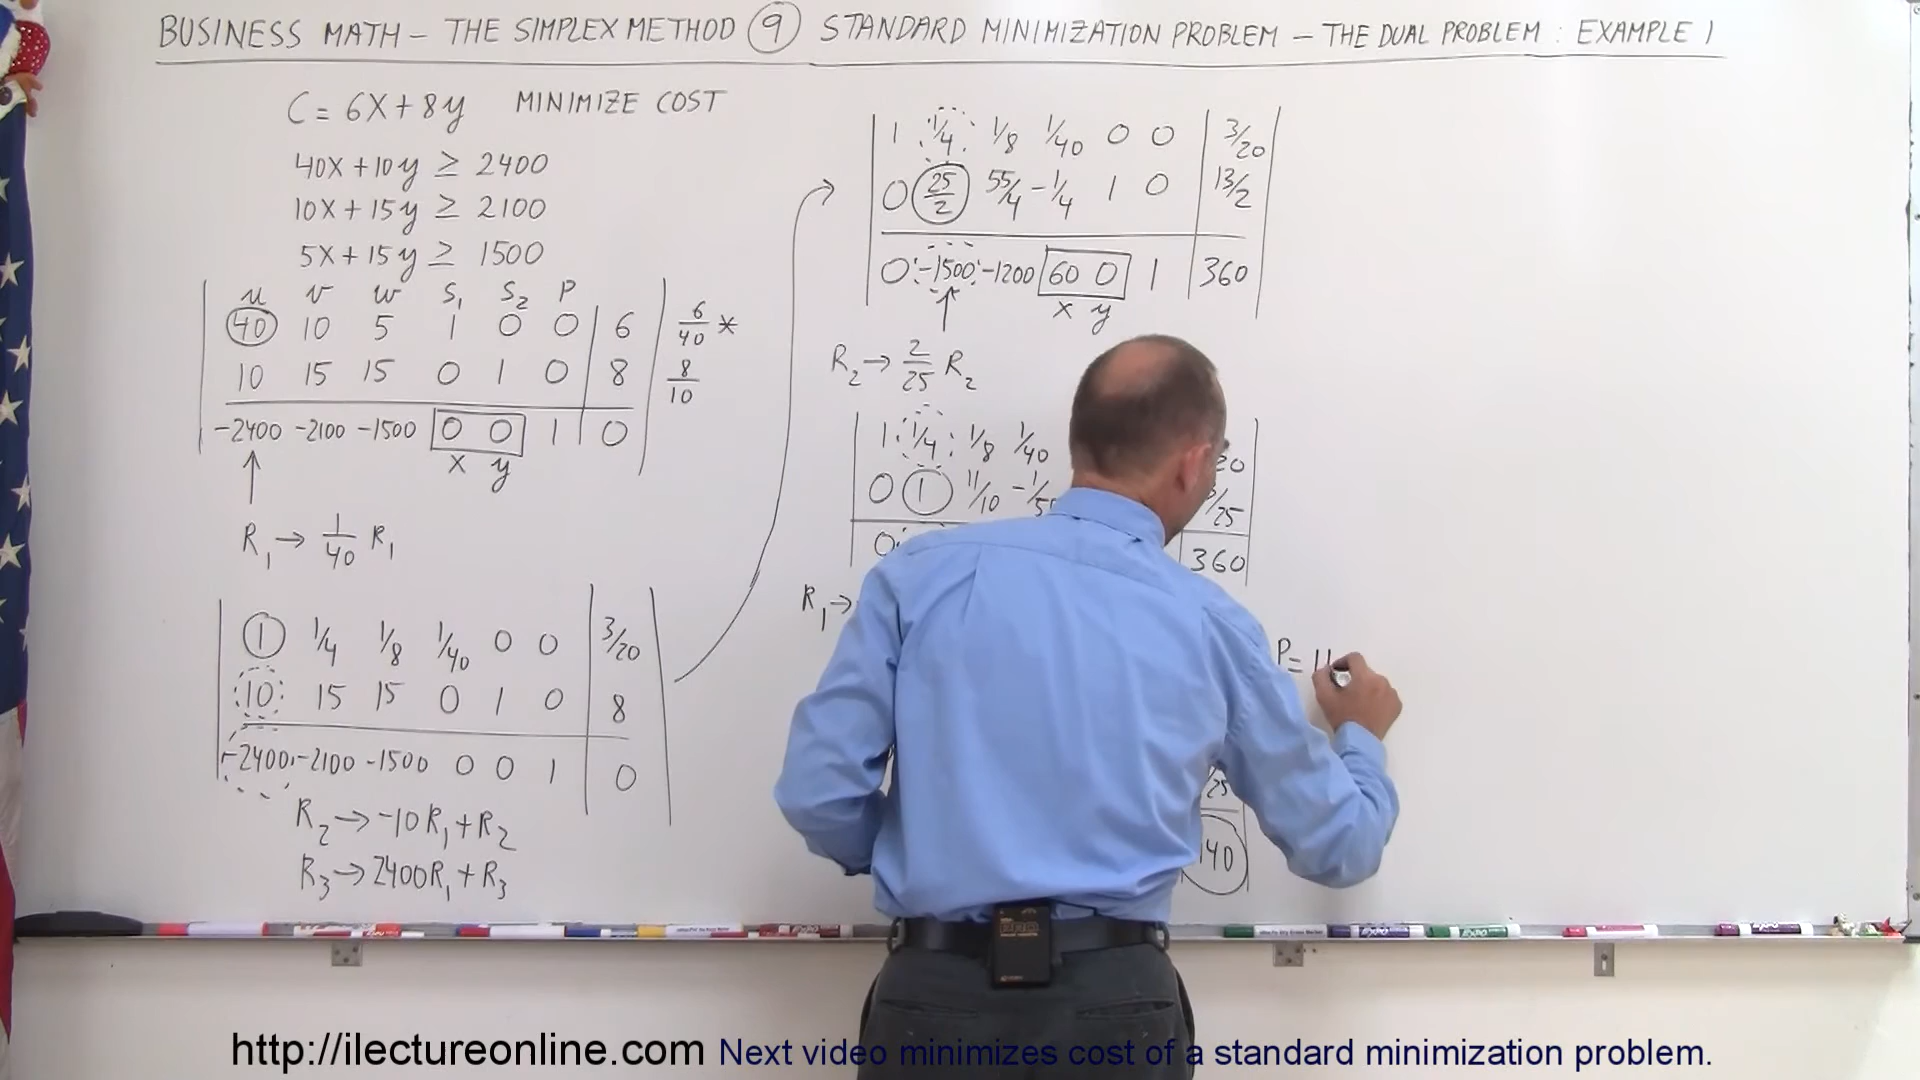 BUSINESS MATH – THE SIMPLEX METHOD ⑨ STANDARD MINIMIZATION PROBLEM – THE DUAL PROBLEM : EXAMPLE 1
C = 6X + 8y MINIMIZE COST
40X + 10y ≥ 2400
10X + 15y ≥ 2100
5X + 15y ≥ 1500
u v w S₁ S₂ P
40 10 5 1 0 0 6 6/40 *
10 15 15 0 1 0 8 8/10
-2400 -2100 -1500 0 0 1 0
x y
R₁ → 1/40 R₁
1 1/4 1/8 1/40 0 0 3/20
10 15 15 0 1 0 8
-2400 -2100 -1500 0 0 1 0
R₂ → -10R₁ + R₂
R₃ → 2400R₁ + R₃
1 1/4 1/8 1/40 0 0 3/20
0 25/2 55/4 -1/4 1 0 13/2
0 -1500 -1200 60 0 1 360
x y
R₂ → 2/25 R₂
1 1/4 1/8 1/40 20
0 1 11/10 /25
0 360
R₁ →
P = 11
25
140
http://ilectureonline.com Next video minimizes cost of a standard minimization problem.